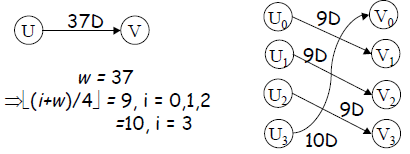 U 37D V
w = 37
⇒⌊(i+w)/4⌋ = 9, i = 0,1,2
=10, i = 3
U₀ 9D V₀
U₁ 9D V₁
U₂ 9D V₂
U₃ 10D V₃